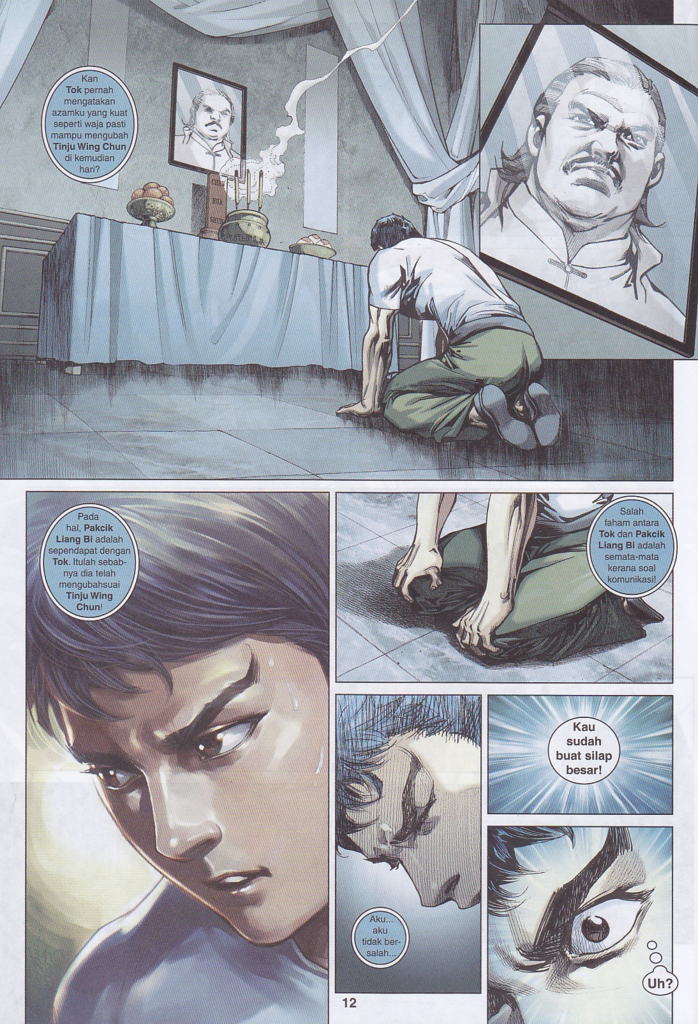 Kan
Tok pernah
mengatakan
azamku yang kuat
seperti waja pasti
mampu mengubah
Tinju Wing Chun
di kemudian
hari?
Pada
hal, Pakcik
Liang Bi adalah
sependapat dengan
Tok. Itulah sebab-
nya dia telah
mengubahsuai
Tinju Wing
Chun!
Salah
faham antara
Tok dan Pakcik
Liang Bi adalah
semata-mata
kerana soal
komunikasi!
Kau
sudah
buat silap
besar!
Aku...
aku
tidak ber-
salah...
Uh?
12